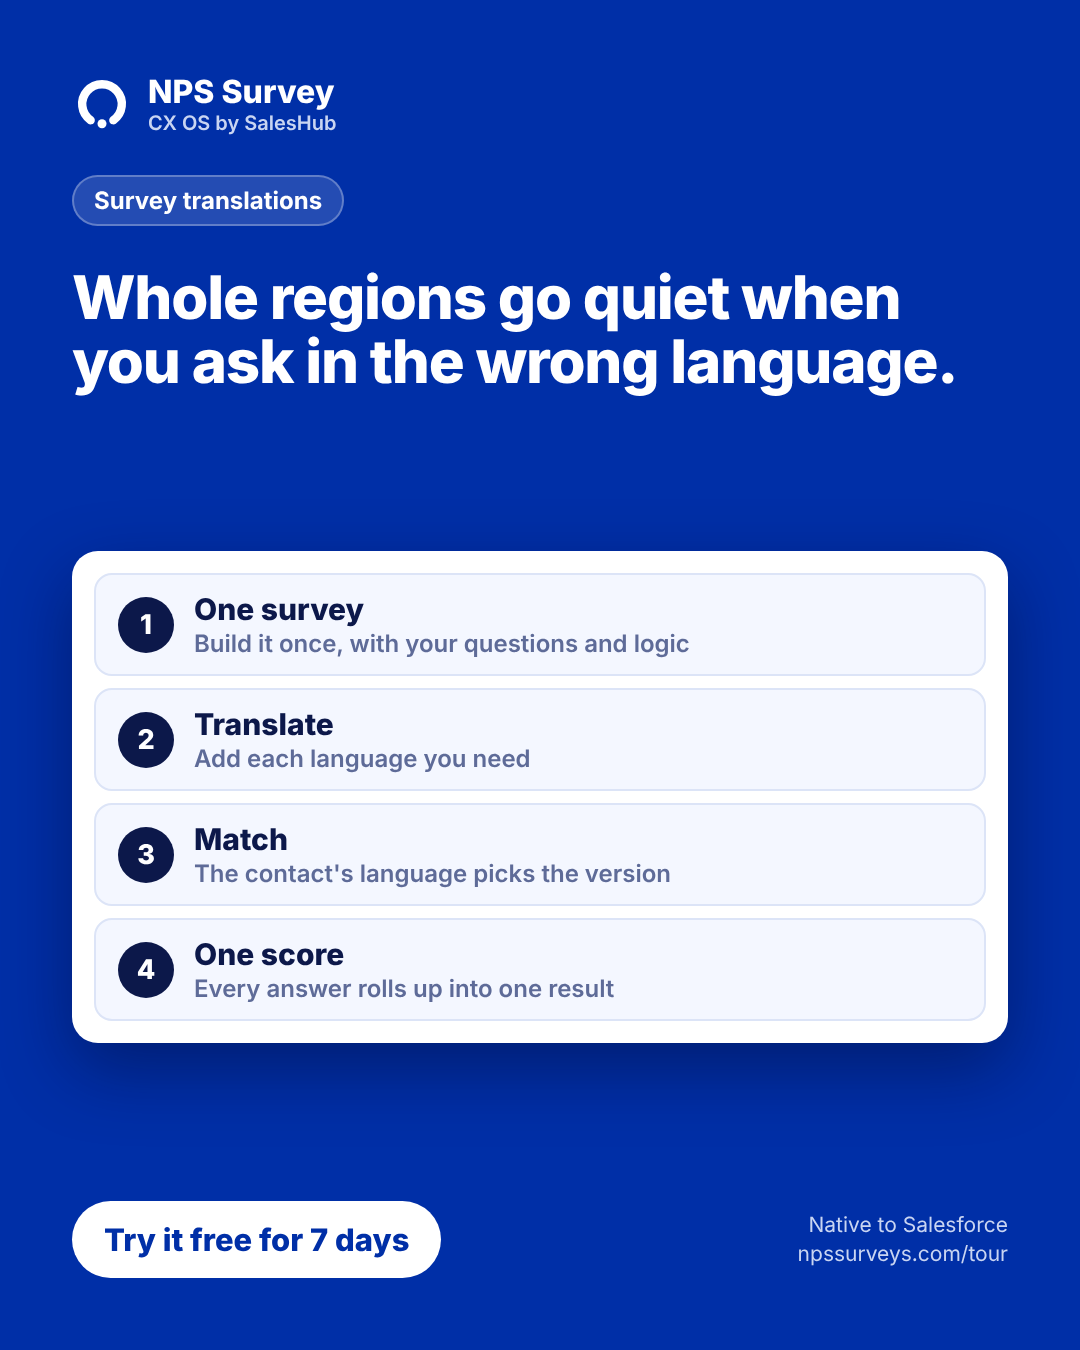 NPS Survey
CX OS by SalesHub
Survey translations
Whole regions go quiet when
you ask in the wrong language.
1
One survey
Build it once, with your questions and logic
2
Translate
Add each language you need
3
Match
The contact's language picks the version
4
One score
Every answer rolls up into one result
Try it free for 7 days
Native to Salesforce
npssurveys.com/tour